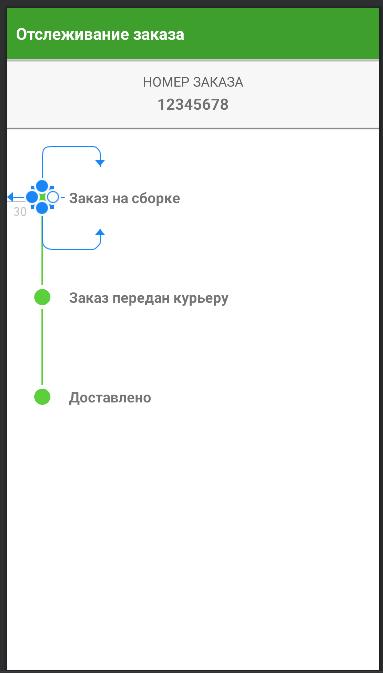 Отслеживание заказа
НОМЕР ЗАКАЗА
12345678
Заказ на сборке
30
Заказ передан курьеру
Доставлено